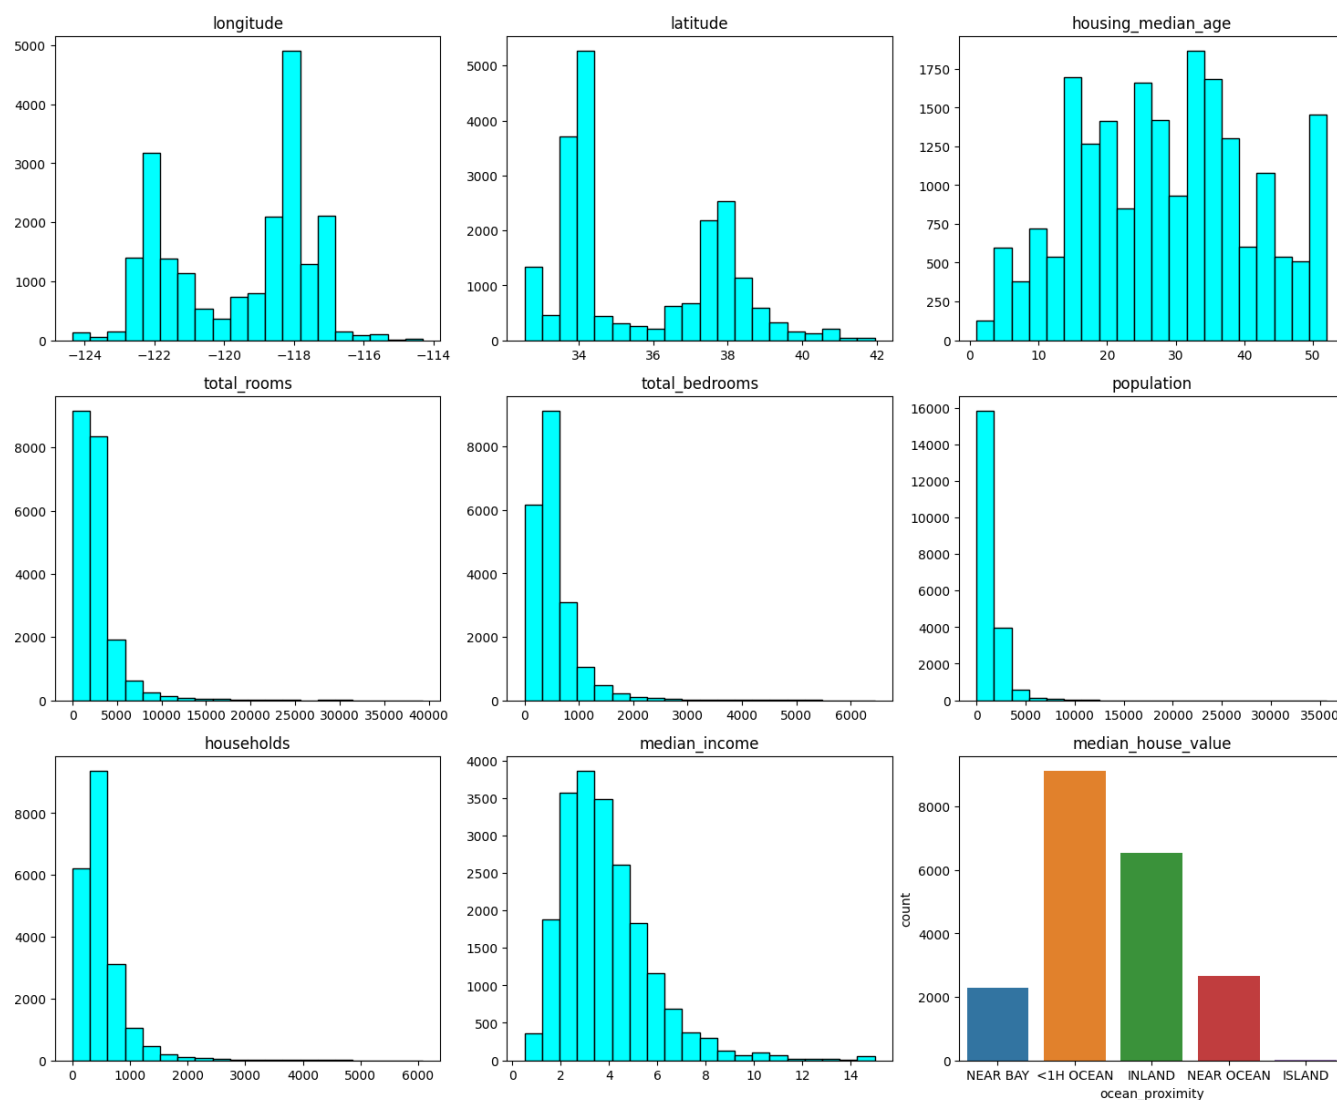 longitude
5000
4000
3000
2000
1000
0
−124 −122 −120 −118 −116 −114
latitude
5000
4000
3000
2000
1000
0
34 36 38 40 42
housing_median_age
1750
1500
1250
1000
750
500
250
0
0 10 20 30 40 50
total_rooms
8000
6000
4000
2000
0
0 5000 10000 15000 20000 25000 30000 35000 40000
total_bedrooms
8000
6000
4000
2000
0
0 1000 2000 3000 4000 5000 6000
population
16000
14000
12000
10000
8000
6000
4000
2000
0
0 5000 10000 15000 20000 25000 30000 35000
households
8000
6000
4000
2000
0
0 1000 2000 3000 4000 5000 6000
median_income
4000
3500
3000
2500
2000
1500
1000
500
0
0 2 4 6 8 10 12 14
median_house_value
count
8000
6000
4000
2000
0
NEAR BAY <1H OCEAN INLAND NEAR OCEAN ISLAND
ocean_proximity